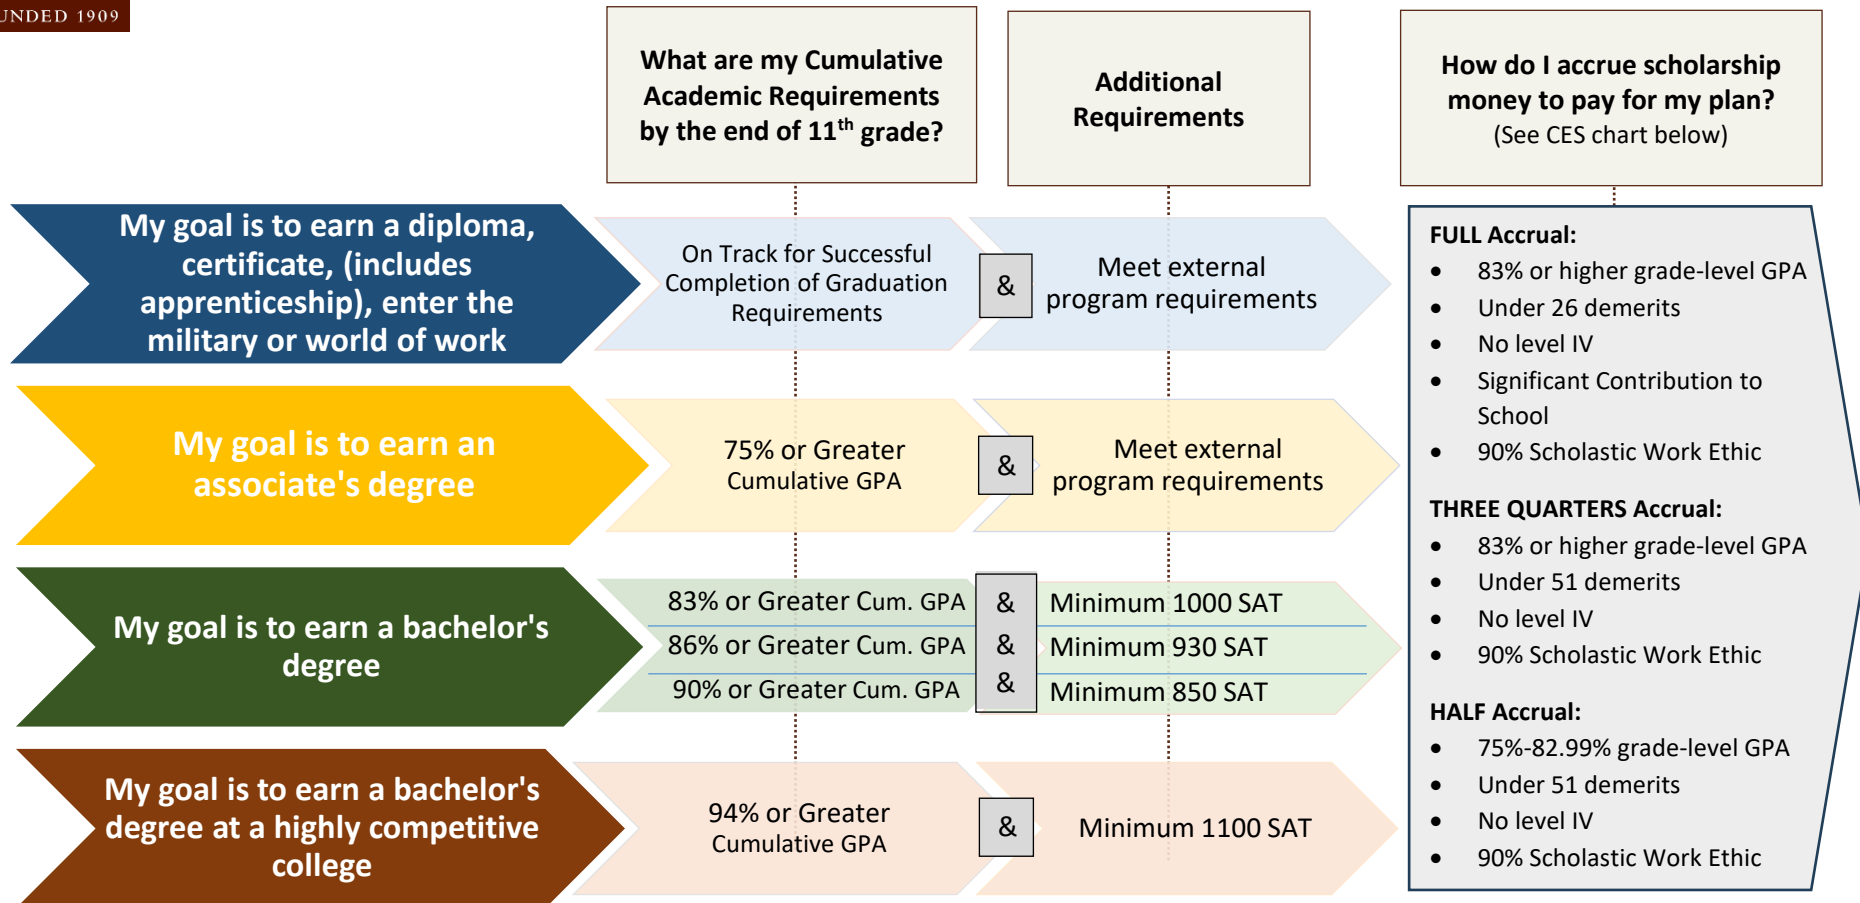 UNDED 1909
What are my Cumulative
Academic Requirements
by the end of 11th grade?
Additional
Requirements
How do I accrue scholarship
money to pay for my plan?
(See CES chart below)
My goal is to earn a diploma,
certificate, (includes
apprenticeship), enter the
military or world of work
On Track for Successful
Completion of Graduation
Requirements
&
Meet external
program requirements
My goal is to earn an
associate's degree
75% or Greater
Cumulative GPA
&
Meet external
program requirements
My goal is to earn a bachelor's
degree
83% or Greater Cum. GPA & Minimum 1000 SAT
86% or Greater Cum. GPA & Minimum 930 SAT
90% or Greater Cum. GPA & Minimum 850 SAT
My goal is to earn a bachelor's
degree at a highly competitive
college
94% or Greater
Cumulative GPA
&
Minimum 1100 SAT
FULL Accrual:
• 83% or higher grade-level GPA
• Under 26 demerits
• No level IV
• Significant Contribution to
School
• 90% Scholastic Work Ethic
THREE QUARTERS Accrual:
• 83% or higher grade-level GPA
• Under 51 demerits
• No level IV
• 90% Scholastic Work Ethic
HALF Accrual:
• 75%-82.99% grade-level GPA
• Under 51 demerits
• No level IV
• 90% Scholastic Work Ethic